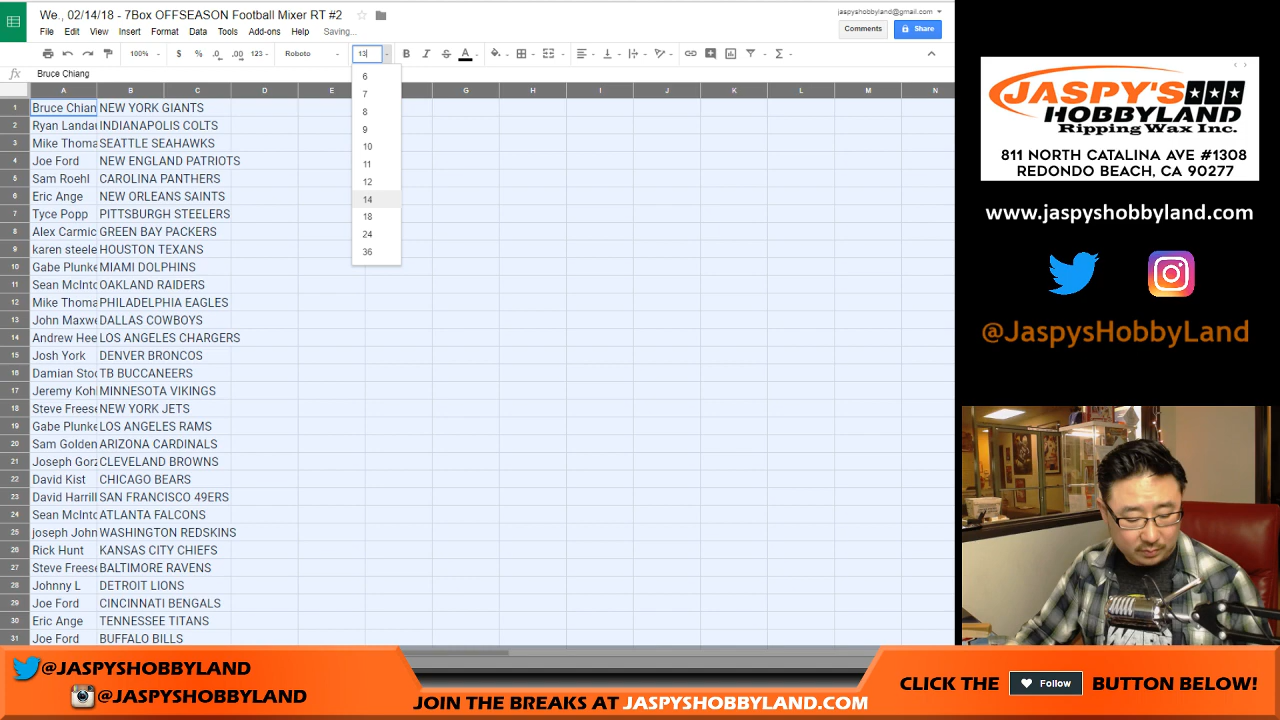 We., 02/14/18 - 7Box OFFSEASON Football Mixer RT #2
jaspyshobbyland@gmail.com
File Edit View Insert Format Data Tools Add-ons Help Saving...
Comments
Share
100% $ % .0 .00 123 Roboto 13 B I S A
fx Bruce Chiang
A B C D E G H I J K L M N
1 Bruce Chian NEW YORK GIANTS
2 Ryan Landau INDIANAPOLIS COLTS
3 Mike Thoma SEATTLE SEAHAWKS
4 Joe Ford NEW ENGLAND PATRIOTS
5 Sam Roehl CAROLINA PANTHERS
6 Eric Ange NEW ORLEANS SAINTS
7 Tyce Popp PITTSBURGH STEELERS
8 Alex Carmic GREEN BAY PACKERS
9 karen steele HOUSTON TEXANS
10 Gabe Plunke MIAMI DOLPHINS
11 Sean McInto OAKLAND RAIDERS
12 Mike Thoma PHILADELPHIA EAGLES
13 John Maxwe DALLAS COWBOYS
14 Andrew Hee LOS ANGELES CHARGERS
15 Josh York DENVER BRONCOS
16 Damian Stoc TB BUCCANEERS
17 Jeremy Kohl MINNESOTA VIKINGS
18 Steve Freese NEW YORK JETS
19 Gabe Plunke LOS ANGELES RAMS
20 Sam Golden ARIZONA CARDINALS
21 Joseph Gorz CLEVELAND BROWNS
22 David Kist CHICAGO BEARS
23 David Harrill SAN FRANCISCO 49ERS
24 Sean McInto ATLANTA FALCONS
25 joseph John WASHINGTON REDSKINS
26 Rick Hunt KANSAS CITY CHIEFS
27 Steve Freese BALTIMORE RAVENS
28 Johnny L DETROIT LIONS
29 Joe Ford CINCINNATI BENGALS
30 Eric Ange TENNESSEE TITANS
31 Joe Ford BUFFALO BILLS
6
7
8
9
10
11
12
14
18
24
36
JASPY'S
HOBBYLAND
Ripping Wax Inc.
811 NORTH CATALINA AVE #1308
REDONDO BEACH, CA 90277
www.jaspyshobbyland.com
@JaspysHobbyLand
@JASPYSHOBBYLAND
@JASPYSHOBBYLAND
JOIN THE BREAKS AT JASPYSHOBBYLAND.COM
CLICK THE Follow BUTTON BELOW!